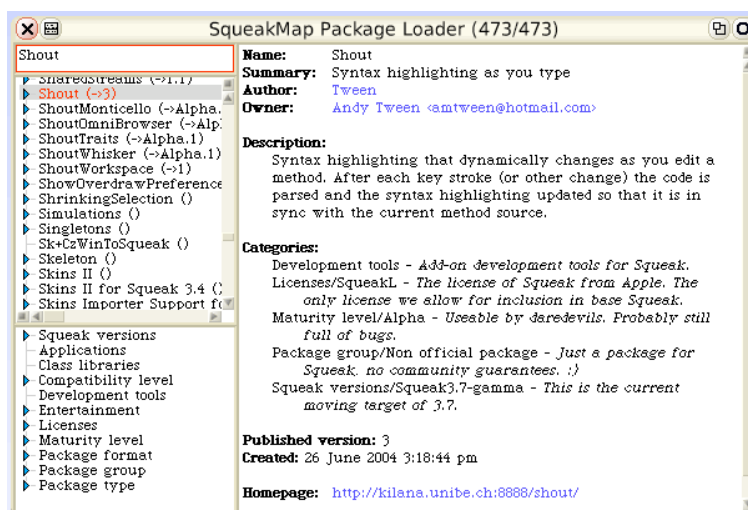 SqueakMap Package Loader (473/473)
Shout
SharedStreams (->1.1)
Shout (->3)
ShoutMonticello (->Alpha.
ShoutOmniBrowser (->Alp
ShoutTraits (->Alpha.1)
ShoutWhisker (->Alpha.1)
ShoutWorkspace (->1)
ShowOverdrawPreference
ShrinkingSelection ()
Simulations ()
Singletons ()
Sk+CzWinToSqueak ()
Skeleton ()
Skins II ()
Skins II for Squeak 3.4 ()
Skins Importer Support fo
Squeak versions
Applications
Class libraries
Compatibility level
Development tools
Entertainment
Licenses
Maturity level
Package format
Package group
Package type
Name: Shout
Summary: Syntax highlighting as you type
Author: Tween
Owner: Andy Tween <amtween@hotmail.com>
Description:
Syntax highlighting that dynamically changes as you edit a
method. After each key stroke (or other change) the code is
parsed and the syntax highlighting updated so that it is in
sync with the current method source.
Categories:
Development tools - Add-on development tools for Squeak.
Licenses/SqueakL - The license of Squeak from Apple. The
only license we allow for inclusion in base Squeak.
Maturity level/Alpha - Useable by daredevils. Probably still
full of bugs.
Package group/Non official package - Just a package for
Squeak, no community guarantees. :)
Squeak versions/Squeak3.7-gamma - This is the current
moving target of 3.7.
Published version: 3
Created: 26 June 2004 3:18:44 pm
Homepage: http://kilana.unibe.ch:8888/shout/